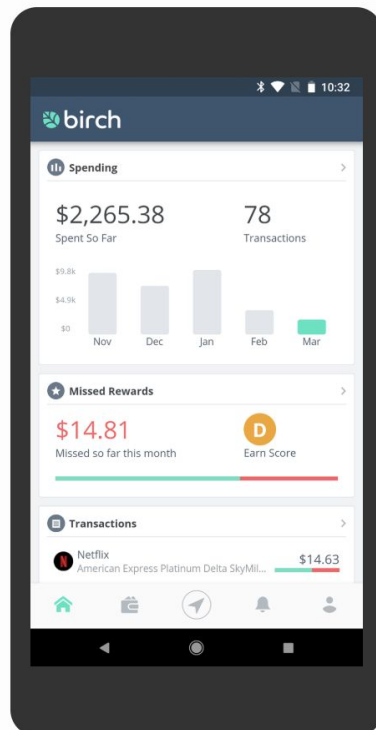 10:32
birch
Spending
$2,265.38 78
Spent So Far Transactions
$9.8k
$4.9k
$0
Nov Dec Jan Feb Mar
Missed Rewards
$14.81 D
Missed so far this month Earn Score
Transactions
N Netflix $14.63
American Express Platinum Delta SkyMil...